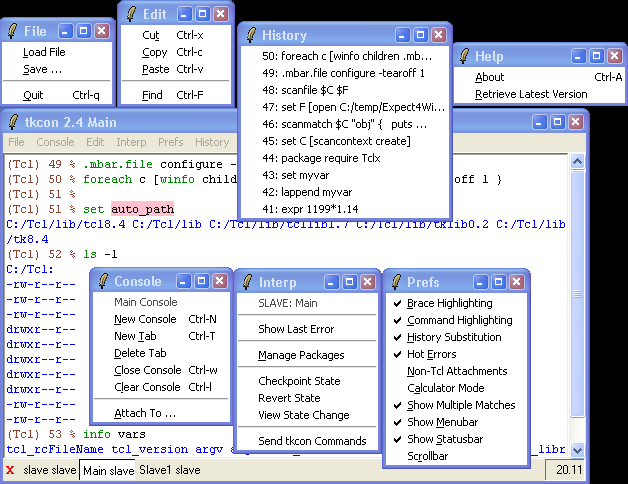 File
Load File
Save ...
Quit Ctrl-q
Edit
Cut Ctrl-x
Copy Ctrl-c
Paste Ctrl-v
Find Ctrl-F
History
50: foreach c [winfo children .mb...
49: .mbar.file configure -tearoff 1
48: scanfile $C $F
47: set F [open C:/temp/Expect4Wi...
46: scanmatch $C "obj" { puts ...
45: set C [scancontext create]
44: package require Tclx
43: set myvar
42: lappend myvar
41: expr 1199*1.14
Help
About Ctrl-A
Retrieve Latest Version
tkcon 2.4 Main
File Console Edit Interp Prefs History
(Tcl) 49 % .mbar.file configure -
(Tcl) 50 % foreach c [winfo child off 1 }
(Tcl) 51 %
(Tcl) 51 % set auto_path
C:/Tcl/lib/tcl8.4 C:/Tcl/lib C:/Tcl/lib/tcllib1.7 C:/Tcl/lib/tklib0.2 C:/Tcl/lib
/tk8.4
(Tcl) 52 % ls -l
C:/Tcl:
-rw-r--r--
-rw-r--r--
-rw-r--r--
drwxr--r--
drwxr--r--
drwxr--r--
drwxr--r--
-rw-r--r--
-rw-r--r--
(Tcl) 53 % info vars
tcl_rcFileName tcl_version argv _libr
Console
Main Console
New Console Ctrl-N
New Tab Ctrl-T
Delete Tab
Close Console Ctrl-w
Clear Console Ctrl-l
Attach To ...
Interp
SLAVE: Main
Show Last Error
Manage Packages
Checkpoint State
Revert State
View State Change
Send tkcon Commands
Prefs
Brace Highlighting
Command Highlighting
History Substitution
Hot Errors
Non-Tcl Attachments
Calculator Mode
Show Multiple Matches
Show Menubar
Show Statusbar
Scrollbar
X slave slave Main slave Slave1 slave 20.11